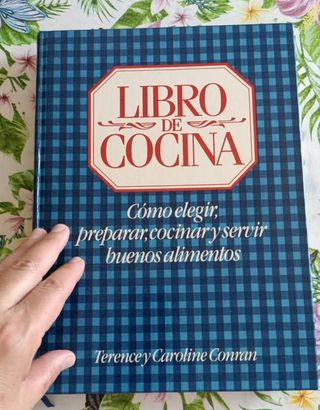 LIBRO
DE
COCINA
Cómo elegir,
preparar, cocinar y servir
buenos alimentos
Terence y Caroline Conran